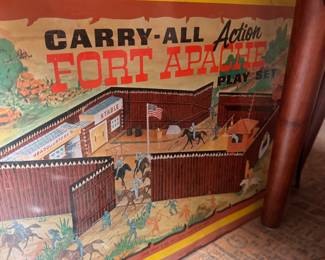 CARRY-ALL Action
FORT APACHE
PLAY SET
STABLE